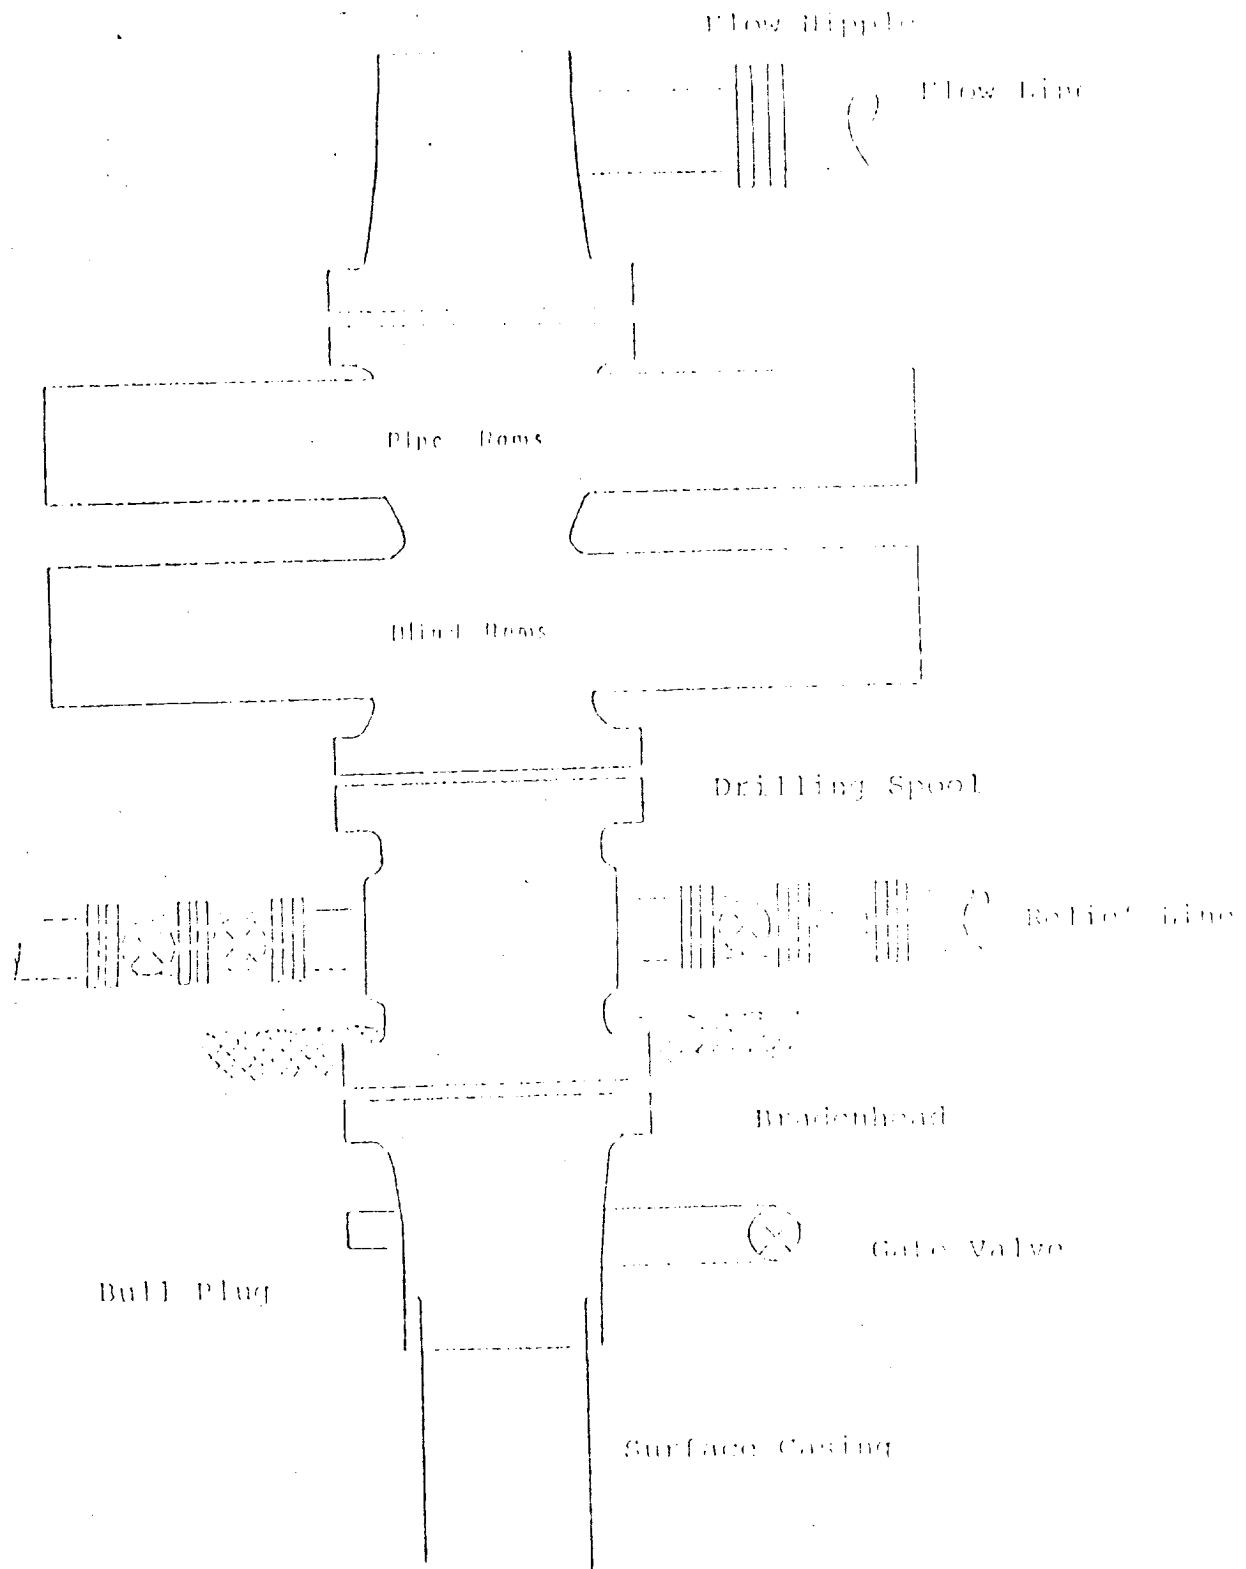 Flow Nipple
Flow Line
Pipe Rams
Blind Rams
Drilling Spool
Relief Line
Bradenhead
Gate Valve
Bull Plug
Surface Casing